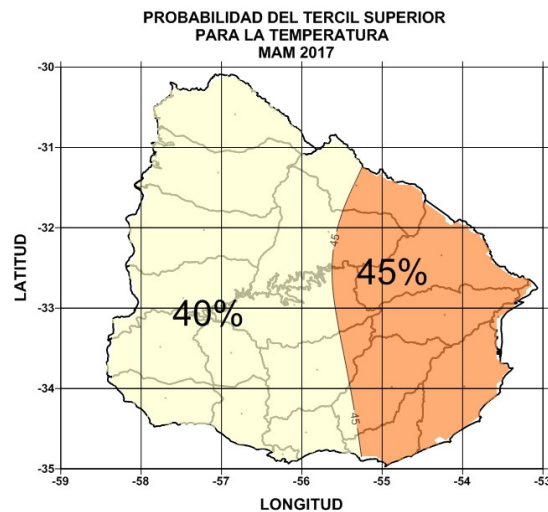 PROBABILIDAD DEL TERCIL SUPERIOR
PARA LA TEMPERATURA
MAM 2017
-30
-31
45
-32
45%
LATITUD
40%
-33
-34
45
-35
-59 -58 -57 -56 -55 -54 -53
LONGITUD